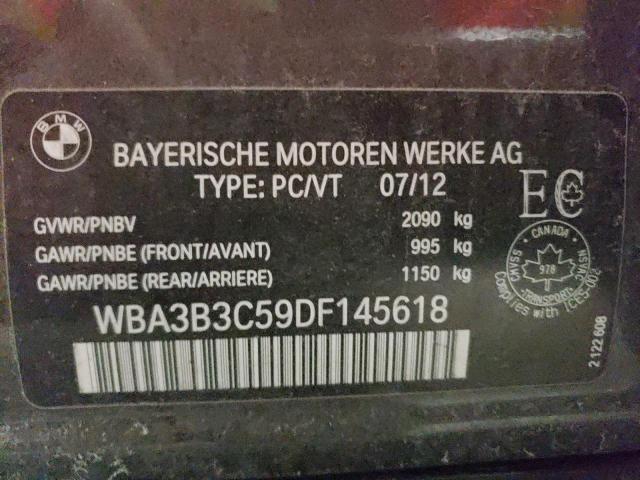 BMW
BAYERISCHE MOTOREN WERKE AG
TYPE: PC/VT 07/12
EC
GVWR/PNBV 2090 kg
GAWR/PNBE (FRONT/AVANT) 995 kg
GAWR/PNBE (REAR/ARRIERE) 1150 kg
CANADA
978
TRANSPORT
Complies with ICES-002
WBA3B3C59DF145618
2 122 608